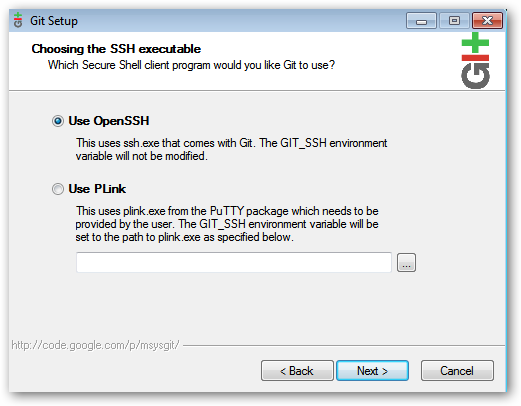 Git Setup
Choosing the SSH executable
Which Secure Shell client program would you like Git to use?
Git
Use OpenSSH
This uses ssh.exe that comes with Git. The GIT_SSH environment
variable will not be modified.
Use PLink
This uses plink.exe from the PuTTY package which needs to be
provided by the user. The GIT_SSH environment variable will be
set to the path to plink.exe as specified below.
...
http://code.google.com/p/msysgit/
< Back
Next >
Cancel